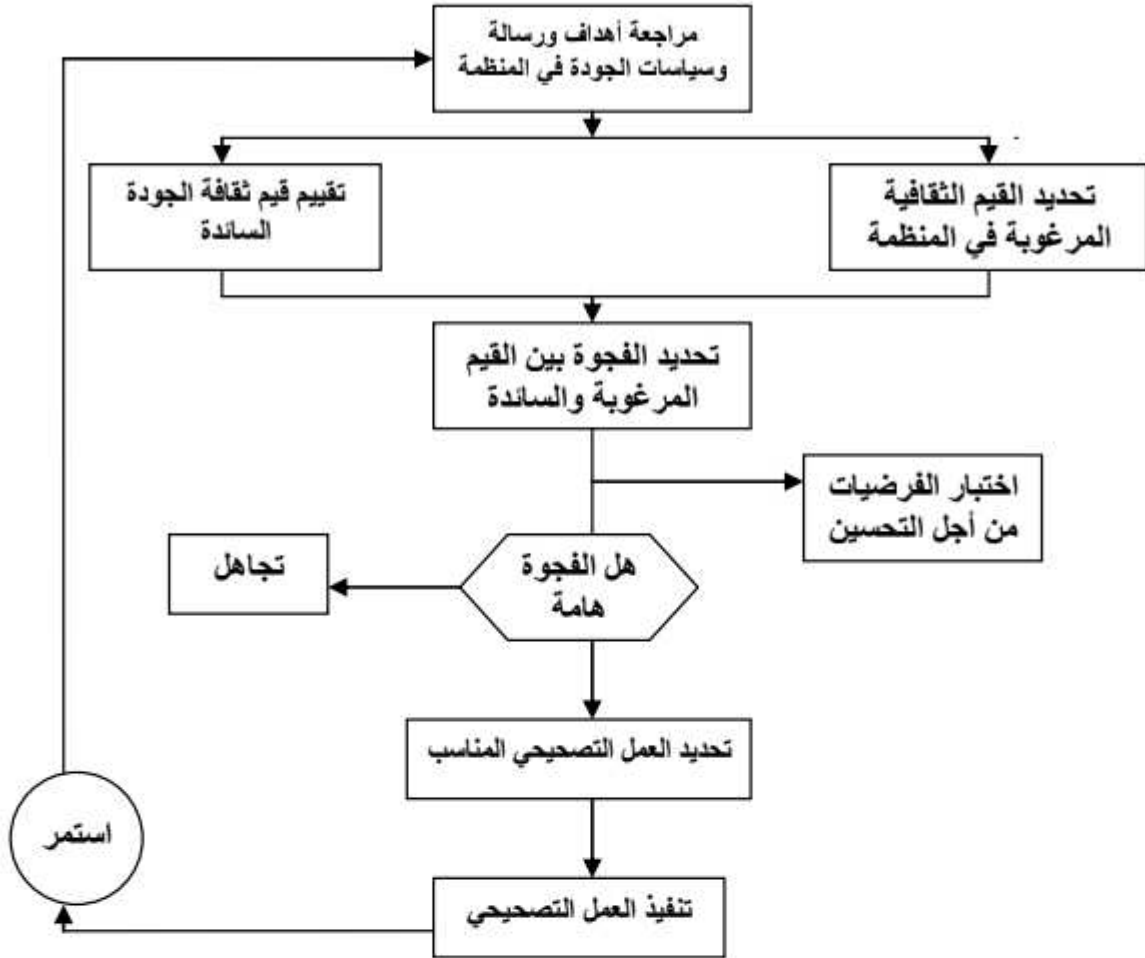 مراجعة أهداف ورسالة
وسياسات الجودة في المنظمة
تحديد القيم الثقافية
المرغوبة في المنظمة
تقييم قيم ثقافة الجودة
السائدة
تحديد الفجوة بين القيم
المرغوبة والسائدة
اختبار الفرضيات
من أجل التحسين
هل الفجوة
هامة
تجاهل
تحديد العمل التصحيحي المناسب
استمر
تنفيذ العمل التصحيحي